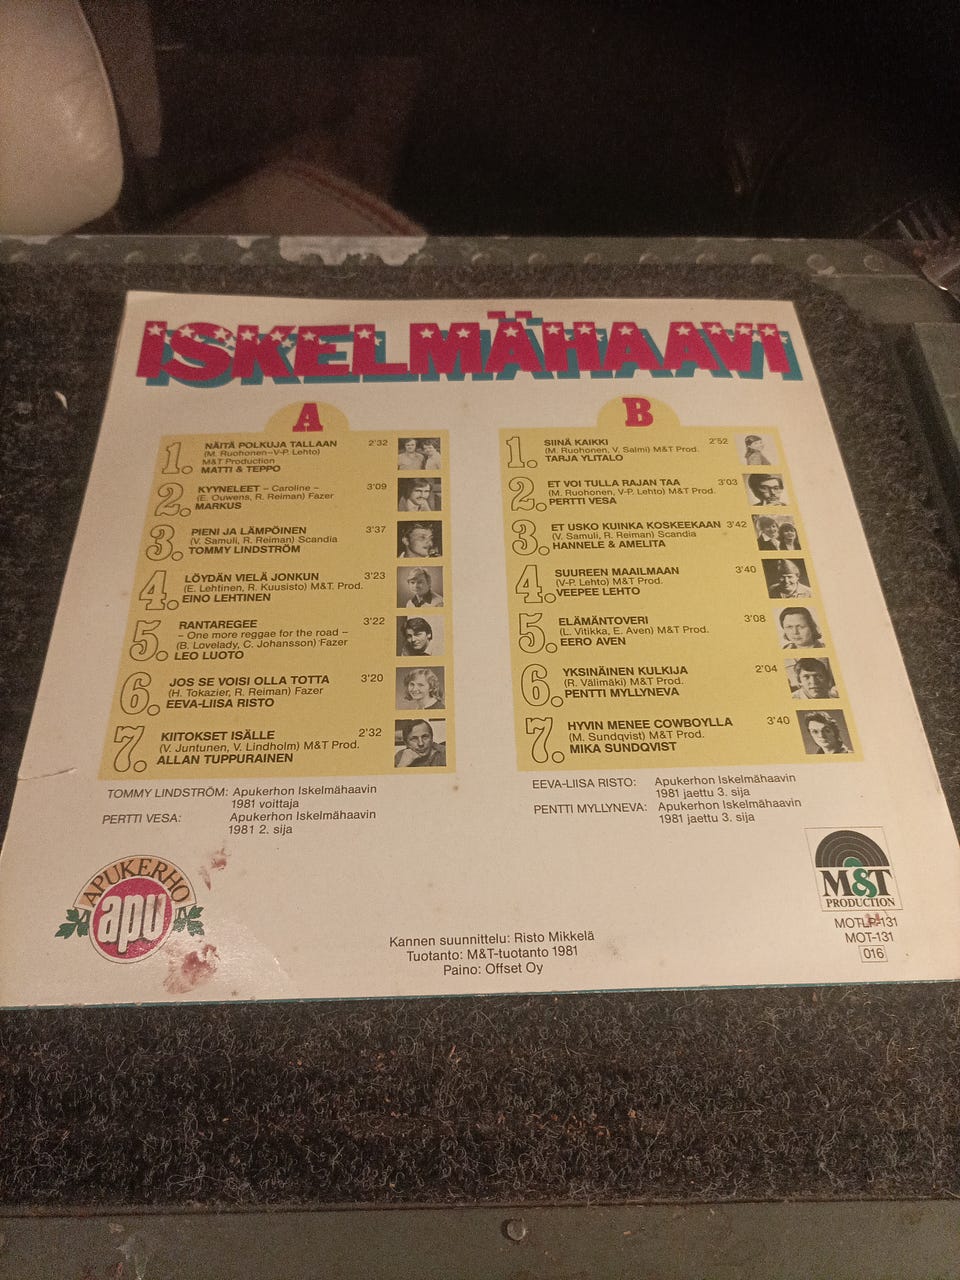 ISKELMÄHAAVI
A
1. NÄITÄ POLKUJA TALLAAN 2'32
(M. Ruohonen–V-P. Lehto)
M&T Production
MATTI & TEPPO
2. KYYNELEET – Caroline – 3'09
(E. Ouwens, R. Reiman) Fazer
MARKUS
3. PIENI JA LÄMPÖINEN 3'37
(V. Samuli, R. Reiman) Scandia
TOMMY LINDSTRÖM
4. LÖYDÄN VIELÄ JONKUN 3'23
(E. Lehtinen, R. Kuusisto) M&T. Prod.
EINO LEHTINEN
5. RANTAREGEE 3'22
– One more reggae for the road –
(B. Lovelady, C. Johansson) Fazer
LEO LUOTO
6. JOS SE VOISI OLLA TOTTA 3'20
(H. Tokazier, R. Reiman) Fazer
EEVA-LIISA RISTO
7. KIITOKSET ISÄLLE 2'32
(V. Juntunen, V. Lindholm) M&T Prod.
ALLAN TUPPURAINEN
TOMMY LINDSTRÖM: Apukerhon Iskelmähaavin
1981 voittaja
PERTTI VESA: Apukerhon Iskelmähaavin
1981 2. sija
B
1. SIINÄ KAIKKI 2'52
(M. Ruohonen, V. Salmi) M&T Prod.
TARJA YLITALO
2. ET VOI TULLA RAJAN TAA 3'03
(M. Ruohonen, V-P. Lehto) M&T Prod.
PERTTI VESA
3. ET USKO KUINKA KOSKEEKAAN 3'42
(V. Samuli, R. Reiman) Scandia
HANNELE & AMELITA
4. SUUREEN MAAILMAAN 3'40
(V-P. Lehto) M&T Prod.
VEEPEE LEHTO
5. ELÄMÄNTOVERI 3'08
(L. Vitikka, E. Aven) M&T Prod.
EERO AVEN
6. YKSINÄINEN KULKIJA 2'04
(R. Välimäki) M&T Prod.
PENTTI MYLLYNEVA
7. HYVIN MENEE COWBOYLLA 3'40
(M. Sundqvist) M&T Prod.
MIKA SUNDQVIST
EEVA-LIISA RISTO: Apukerhon Iskelmähaavin
1981 jaettu 3. sija
PENTTI MYLLYNEVA: Apukerhon Iskelmähaavin
1981 jaettu 3. sija
APUKERHO
apu
Kannen suunnittelu: Risto Mikkelä
Tuotanto: M&T-tuotanto 1981
Paino: Offset Oy
M&T
PRODUCTION
MOTLP-131
MOT-131
016